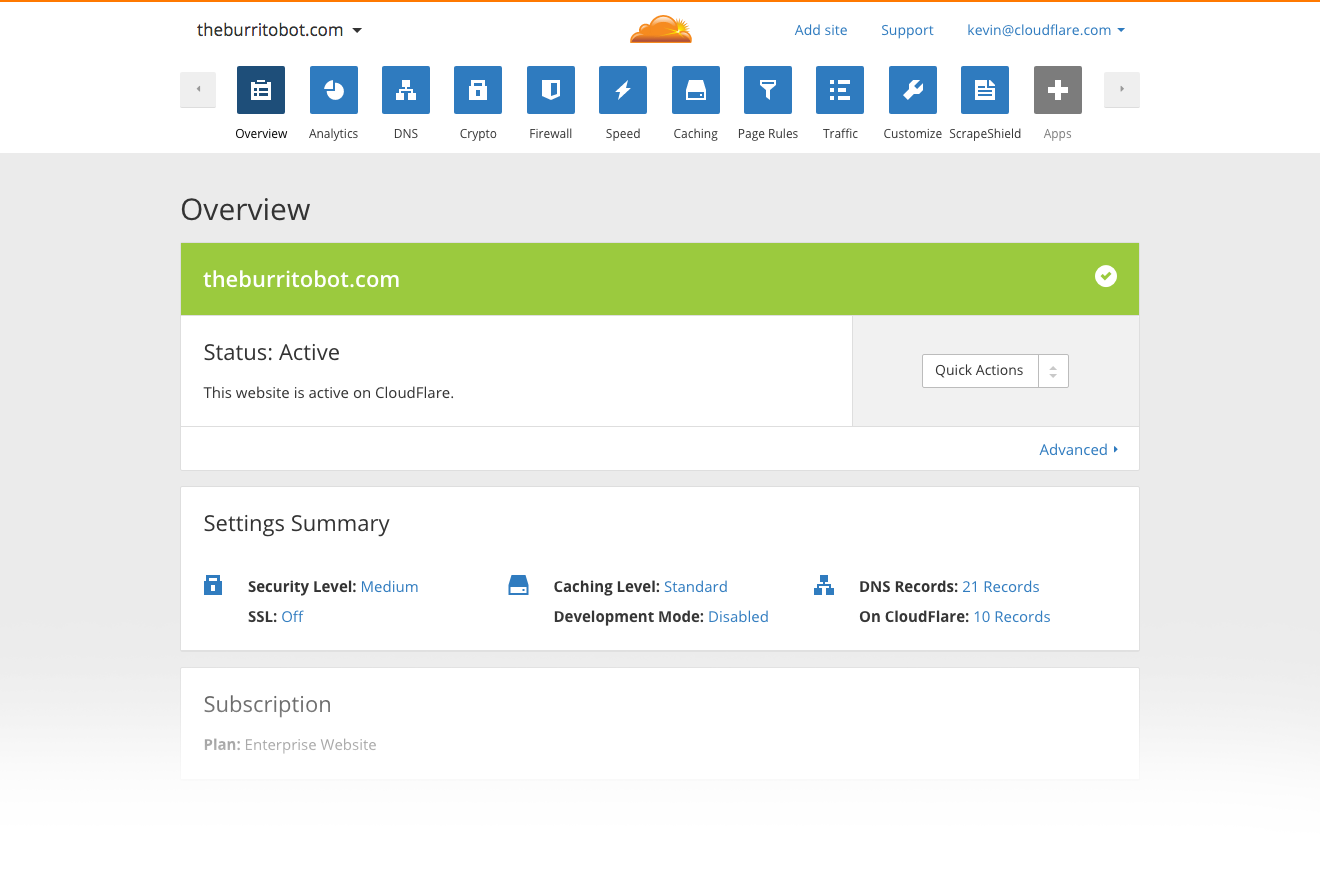 theburritobot.com
Add site Support kevin@cloudflare.com
Overview Analytics DNS Crypto Firewall Speed Caching Page Rules Traffic Customize ScrapeShield Apps
Overview
theburritobot.com
Status: Active
Quick Actions
This website is active on CloudFlare.
Advanced
Settings Summary
Security Level: Medium Caching Level: Standard DNS Records: 21 Records
SSL: Off Development Mode: Disabled On CloudFlare: 10 Records
Subscription
Plan: Enterprise Website